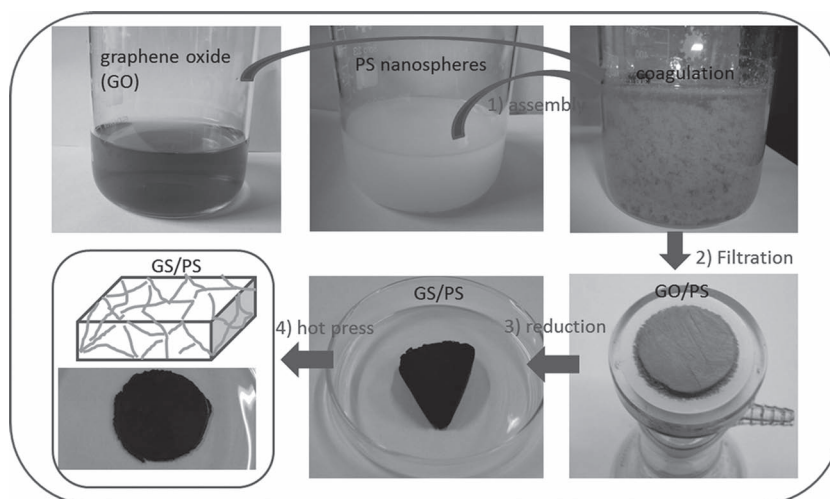 graphene oxide
(GO)
PS nanospheres
coagulation
1) assembly
2) Filtration
GS/PS
4) hot press
GS/PS
3) reduction
GO/PS